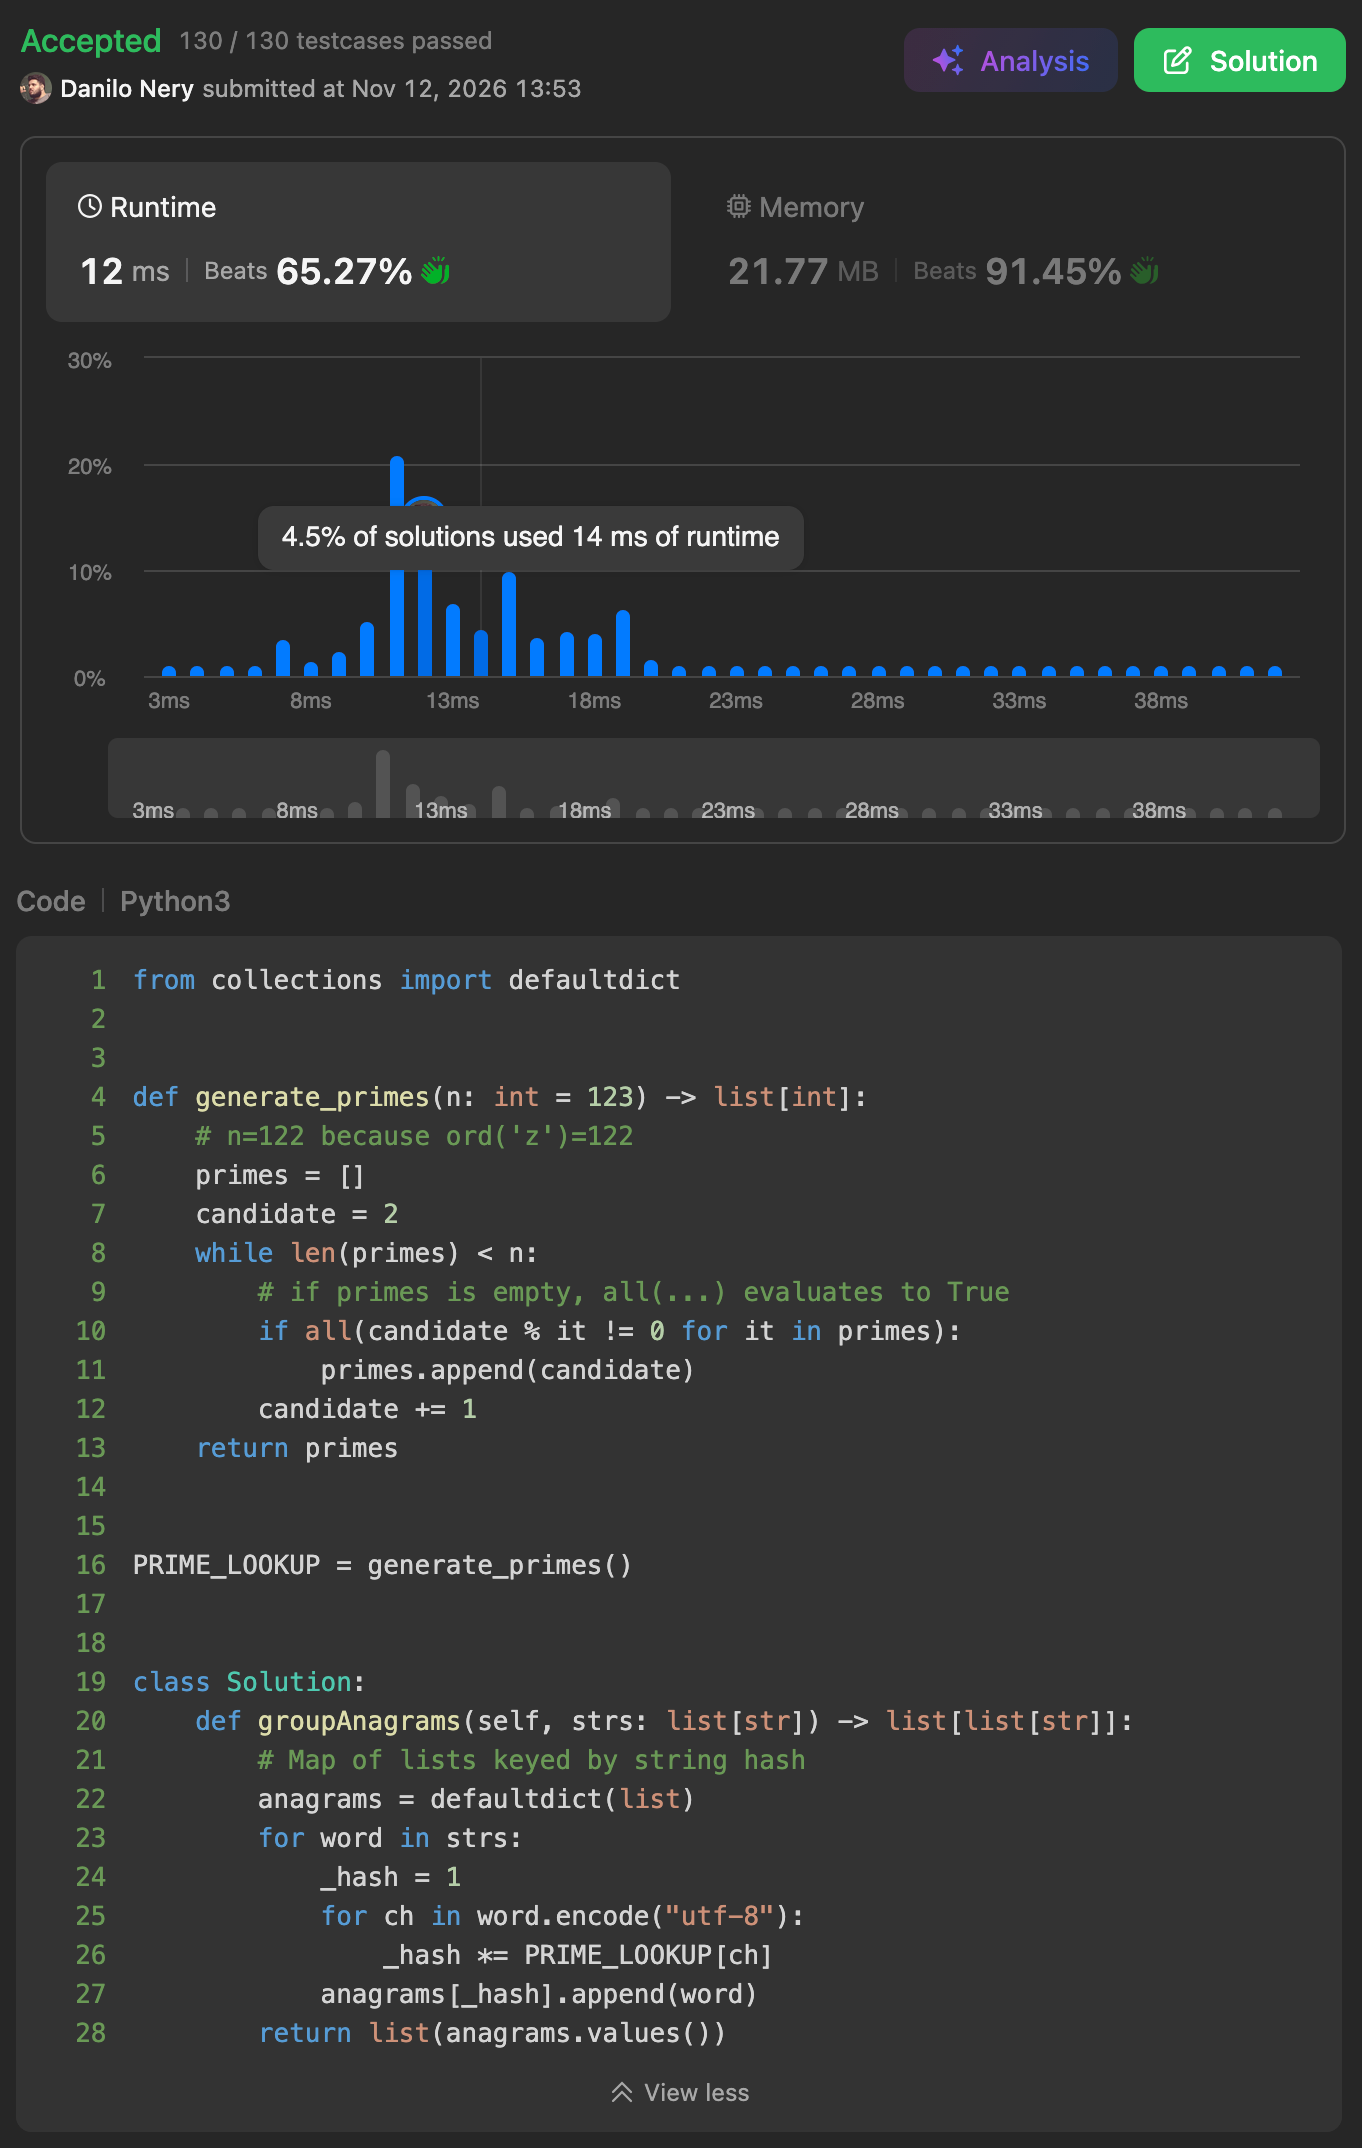 Accepted 130 / 130 testcases passed
Danilo Nery submitted at Nov 12, 2026 13:53
Analysis
Solution
Runtime
12 ms | Beats 65.27%
Memory
21.77 MB | Beats 91.45%
30%
20%
10%
0%
4.5% of solutions used 14 ms of runtime
3ms 8ms 13ms 18ms 23ms 28ms 33ms 38ms
3ms 8ms 13ms 18ms 23ms 28ms 33ms 38ms
Code | Python3
1 from collections import defaultdict
2
3
4 def generate_primes(n: int = 123) -> list[int]:
5     # n=122 because ord('z')=122
6     primes = []
7     candidate = 2
8     while len(primes) < n:
9         # if primes is empty, all(...) evaluates to True
10         if all(candidate % it != 0 for it in primes):
11             primes.append(candidate)
12         candidate += 1
13     return primes
14
15
16 PRIME_LOOKUP = generate_primes()
17
18
19 class Solution:
20     def groupAnagrams(self, strs: list[str]) -> list[list[str]]:
21         # Map of lists keyed by string hash
22         anagrams = defaultdict(list)
23         for word in strs:
24             _hash = 1
25             for ch in word.encode("utf-8"):
26                 _hash *= PRIME_LOOKUP[ch]
27             anagrams[_hash].append(word)
28         return list(anagrams.values())
View less